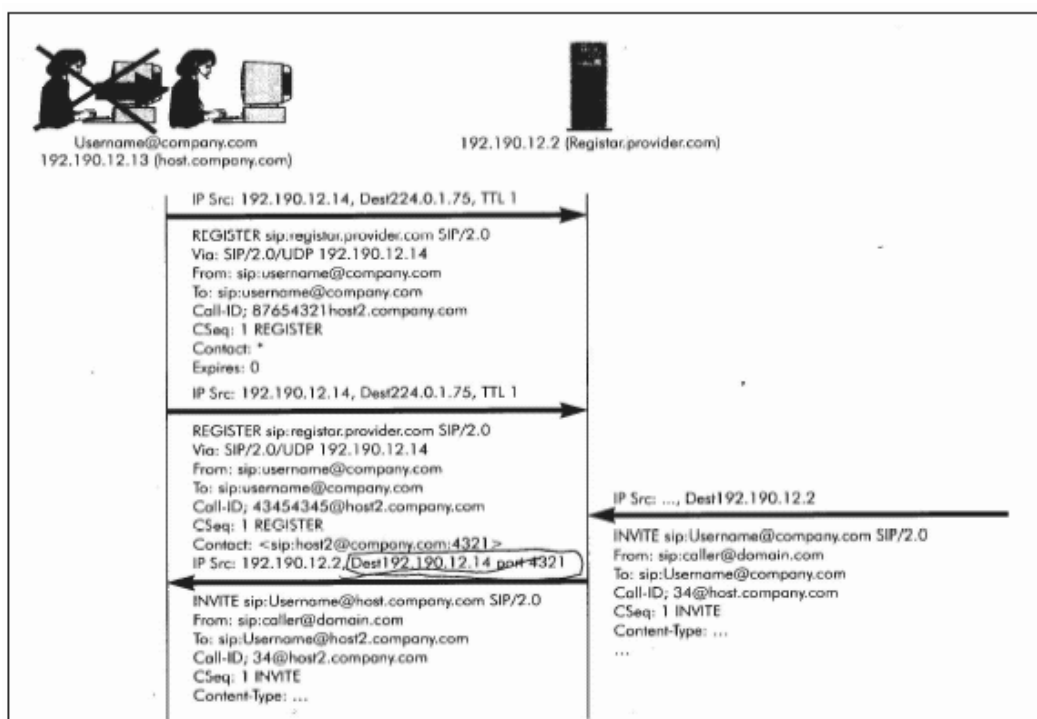 Username@company.com
192.190.12.13 (host.company.com)
192.190.12.2 (Registar.provider.com)
IP Src: 192.190.12.14, Dest224.0.1.75, TTL 1
REGISTER sip:registar.provider.com SIP/2.0
Via: SIP/2.0/UDP 192.190.12.14
From: sip:username@company.com
To: sip:username@company.com
Call-ID; 87654321host2.company.com
CSeq: 1 REGISTER
Contact: *
Expires: 0
IP Src: 192.190.12.14, Dest224.0.1.75, TTL 1
REGISTER sip:registar.provider.com SIP/2.0
Via: SIP/2.0/UDP 192.190.12.14
From: sip:username@company.com
To: sip:username@company.com
Call-ID; 43454345@host2.company.com
CSeq: 1 REGISTER
Contact: <sip:host2@company.com:4321>
IP Src: ..., Dest192.190.12.2
INVITE sip:Username@company.com SIP/2.0
From: sip:caller@domain.com
To: sip:Username@company.com
Call-ID; 34@host.company.com
CSeq: 1 INVITE
Content-Type: ...
...
IP Src: 192.190.12.2, Dest192.190.12.14 port 4321
INVITE sip:Username@host.company.com SIP/2.0
From: sip:caller@domain.com
To: sip:Username@host2.company.com
Call-ID; 34@host2.company.com
CSeq: 1 INVITE
Content-Type: ...